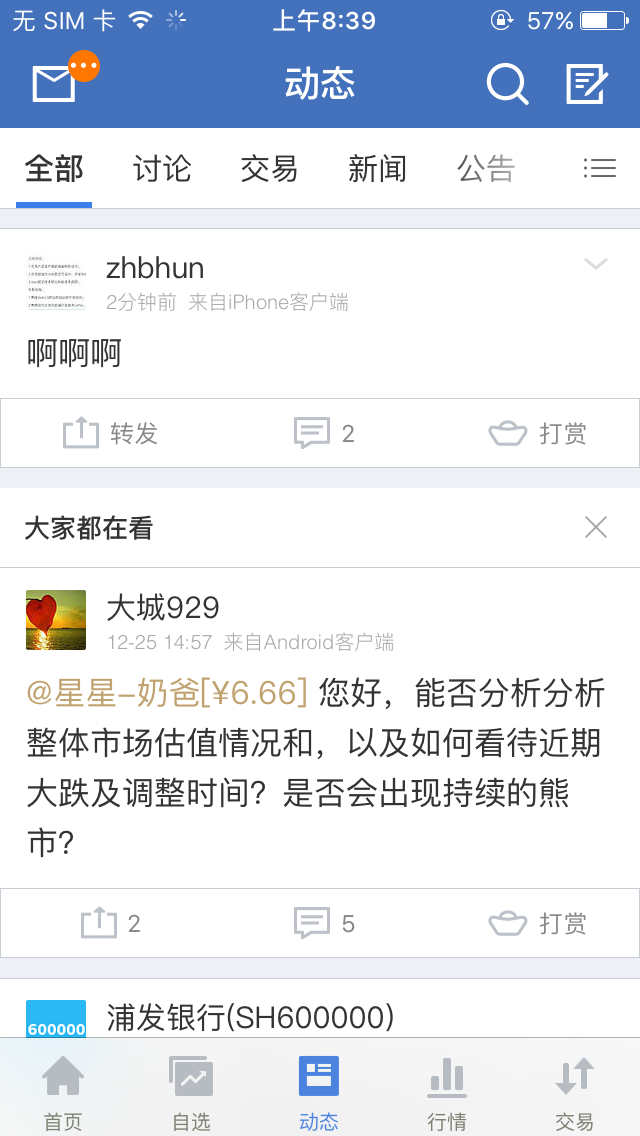 无 SIM 卡
上午8:39
57%
动态
全部
讨论
交易
新闻
公告
zhbhun
2分钟前 来自iPhone客户端
啊啊啊
转发
2
打赏
大家都在看
大城929
12-25 14:57 来自Android客户端
@星星-奶爸[¥6.66] 您好，能否分析分析
整体市场估值情况和，以及如何看待近期
大跌及调整时间？是否会出现持续的熊
市？
2
5
打赏
600000
浦发银行(SH600000)
首页
自选
动态
行情
交易